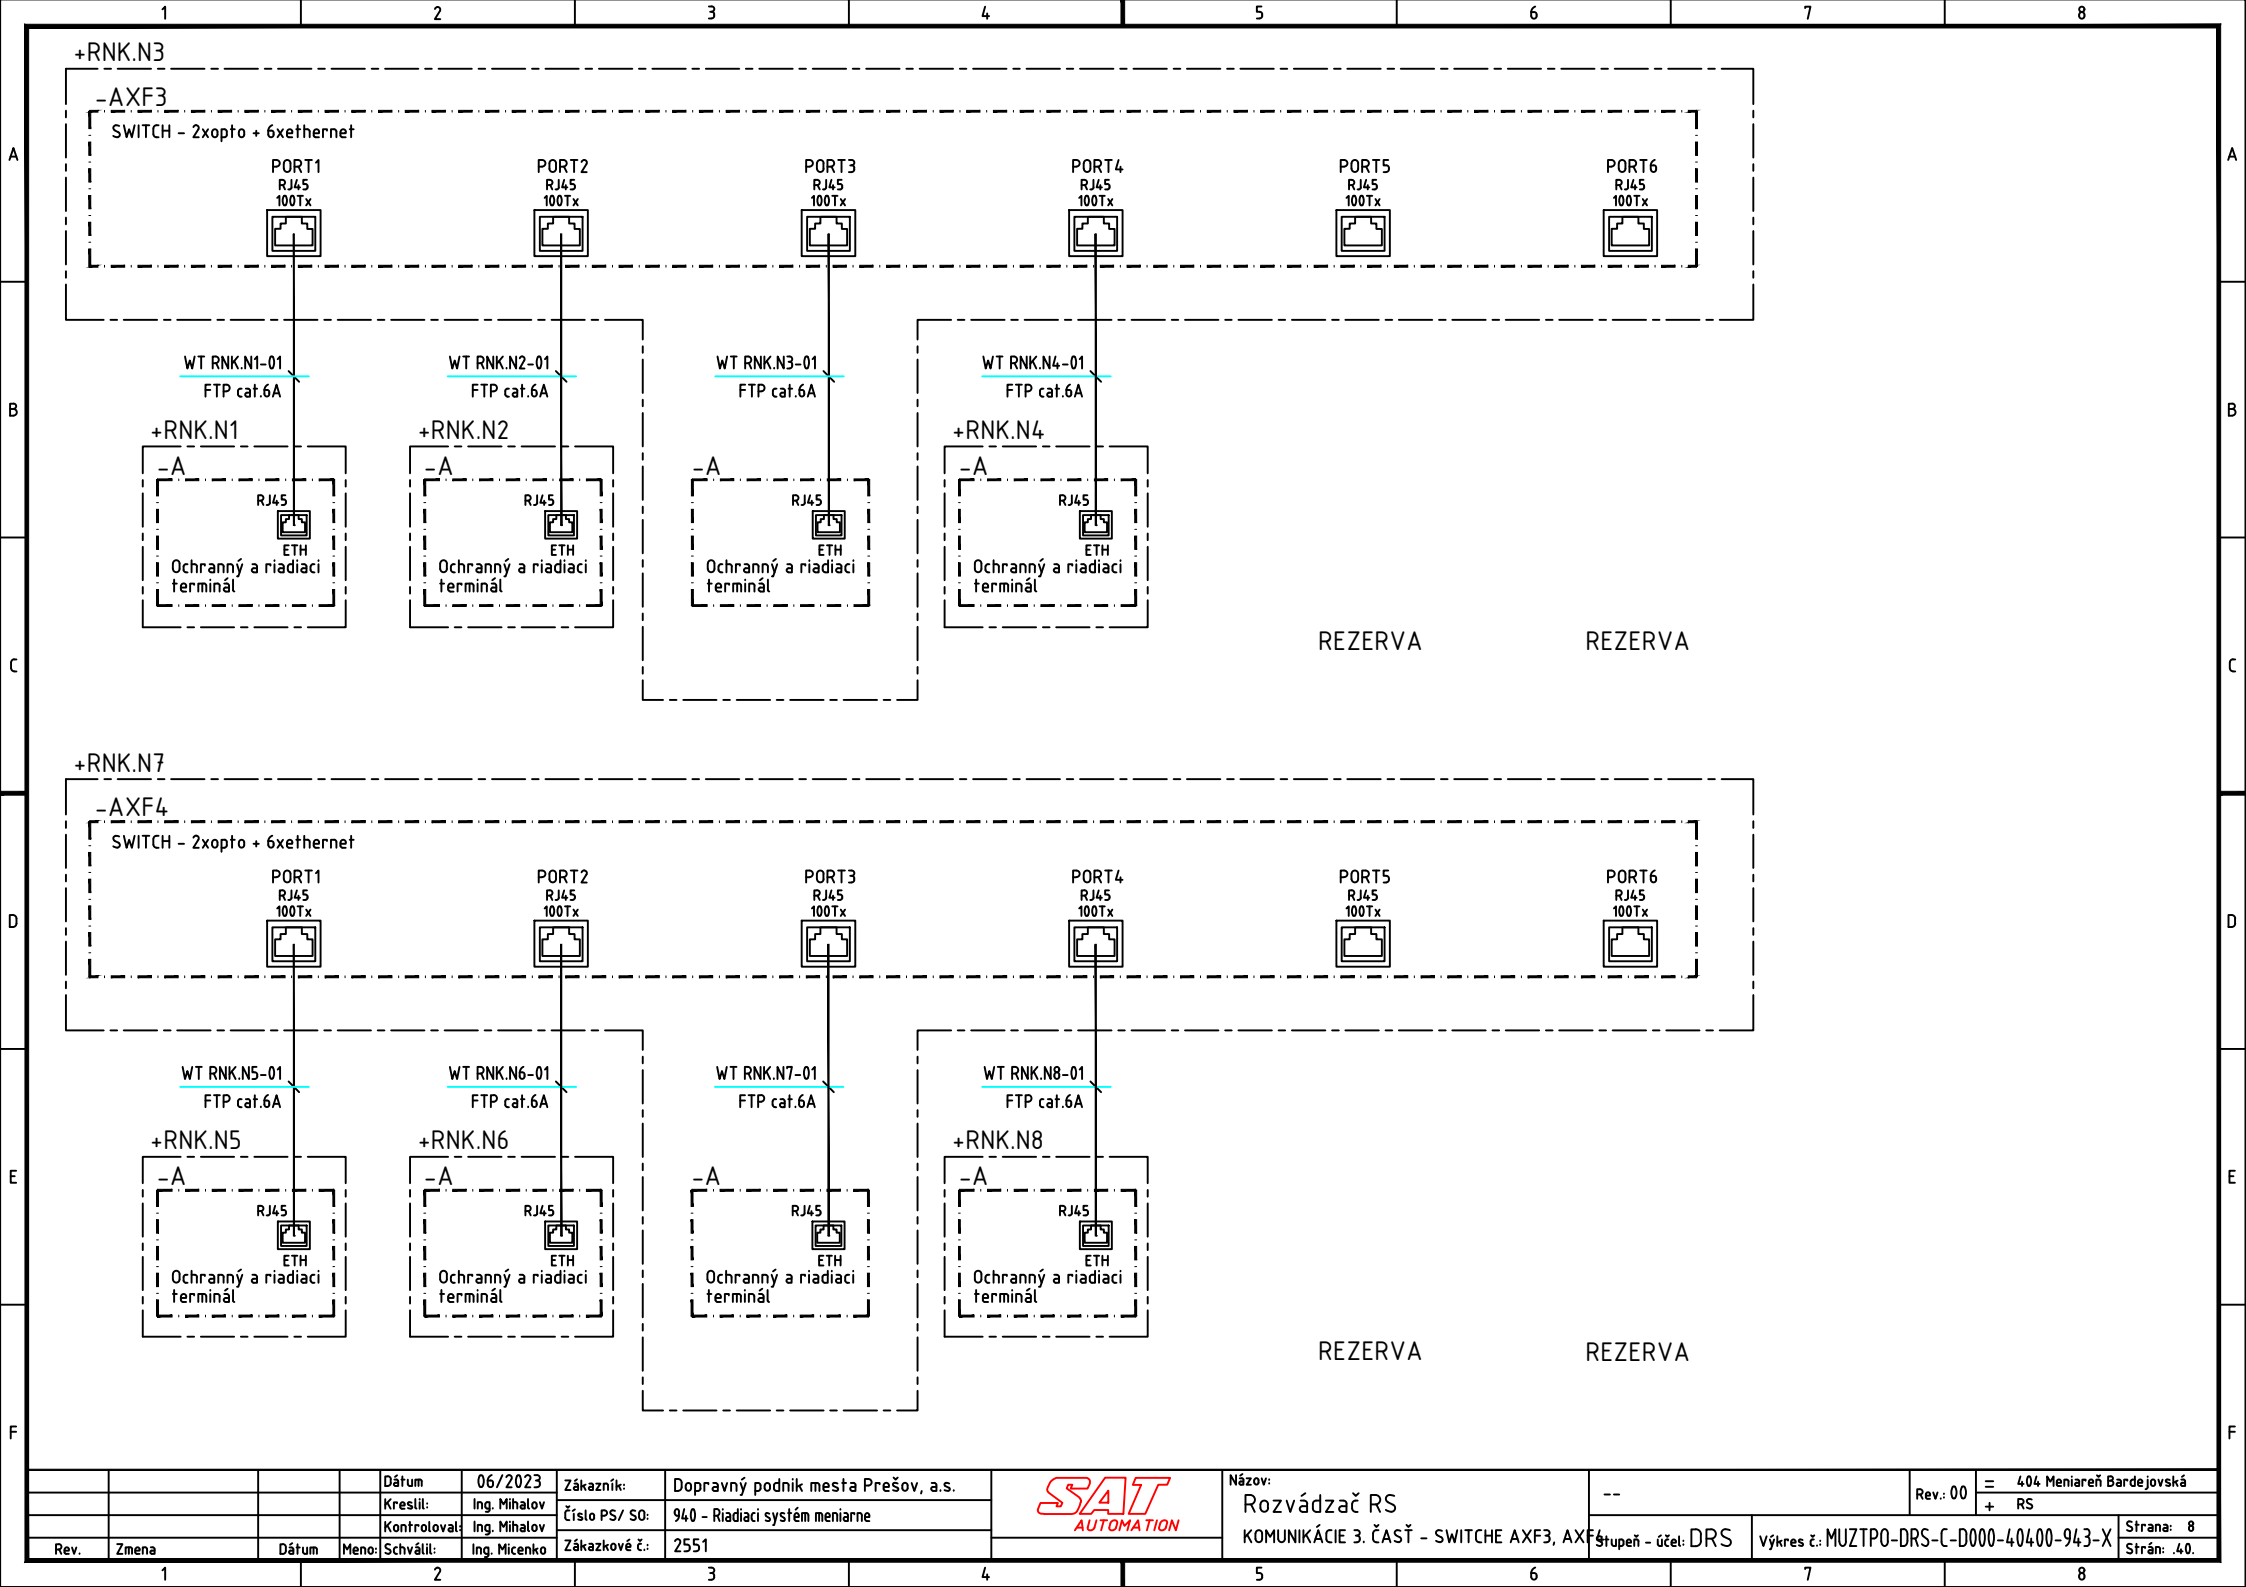 1 2 3 4 5 6 7 8
+RNK.N3
-AXF3
SWITCH - 2xopto + 6xethernet
A A
PORT1 PORT2 PORT3 PORT4 PORT5 PORT6
RJ45 RJ45 RJ45 RJ45 RJ45 RJ45
100Tx 100Tx 100Tx 100Tx 100Tx 100Tx
WT RNK.N1-01 WT RNK.N2-01 WT RNK.N3-01 WT RNK.N4-01
FTP cat.6A FTP cat.6A FTP cat.6A FTP cat.6A
B B
+RNK.N1 +RNK.N2 +RNK.N4
-A -A -A -A
RJ45 RJ45 RJ45 RJ45
ETH ETH ETH ETH
Ochranný a riadiaci Ochranný a riadiaci Ochranný a riadiaci Ochranný a riadiaci
terminál terminál terminál terminál
REZERVA REZERVA
C C
+RNK.N7
-AXF4
SWITCH - 2xopto + 6xethernet
PORT1 PORT2 PORT3 PORT4 PORT5 PORT6
RJ45 RJ45 RJ45 RJ45 RJ45 RJ45
100Tx 100Tx 100Tx 100Tx 100Tx 100Tx
D D
WT RNK.N5-01 WT RNK.N6-01 WT RNK.N7-01 WT RNK.N8-01
FTP cat.6A FTP cat.6A FTP cat.6A FTP cat.6A
+RNK.N5 +RNK.N6 +RNK.N8
-A -A -A -A
E E
RJ45 RJ45 RJ45 RJ45
ETH ETH ETH ETH
Ochranný a riadiaci Ochranný a riadiaci Ochranný a riadiaci Ochranný a riadiaci
terminál terminál terminál terminál
REZERVA REZERVA
F F
Rev. Zmena Dátum Meno:
Dátum 06/2023
Kreslil: Ing. Mihalov
Kontroloval: Ing. Mihalov
Schválil: Ing. Micenko
Zákazník: Dopravný podnik mesta Prešov, a.s.
Číslo PS/ SO: 940 - Riadiaci systém meniarne
Zákazkové č.: 2551
SAT
AUTOMATION
Názov:
Rozvádzač RS
KOMUNIKÁCIE 3. ČASŤ - SWITCHE AXF3, AXF4
--
Rev.: 00
= 404 Meniareň Bardejovská
+ RS
Stupeň - účel: DRS
Výkres č.: MUZTPO-DRS-C-D000-40400-943-X
Strana: 8
Strán: .40.
1 2 3 4 5 6 7 8